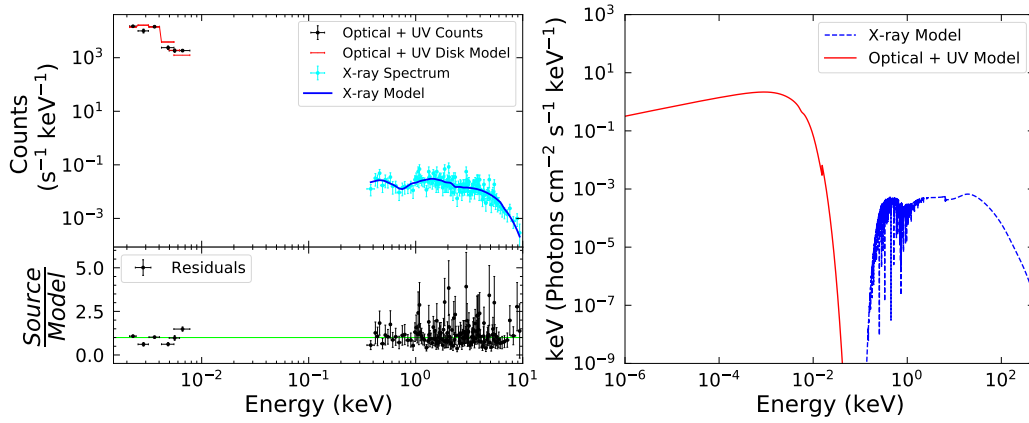 10³
10¹
10⁻¹
10⁻³
Counts
(s⁻¹ keV⁻¹)
Optical + UV Counts
Optical + UV Disk Model
X-ray Spectrum
X-ray Model
5.0
2.5
0.0
Source
Model
Residuals
10⁻²
10⁻¹
10⁰
10¹
Energy (keV)
10³
10¹
10⁻¹
10⁻³
10⁻⁵
10⁻⁷
10⁻⁹
keV (Photons cm⁻² s⁻¹ keV⁻¹)
X-ray Model
Optical + UV Model
10⁻⁶
10⁻⁴
10⁻²
10⁰
10²
Energy (keV)